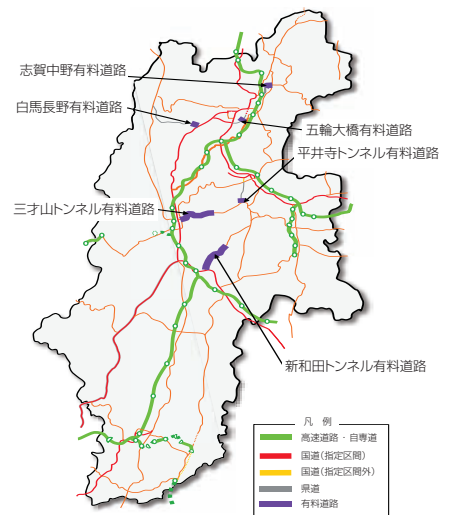 志賀中野有料道路
白馬長野有料道路
五輪大橋有料道路
平井寺トンネル有料道路
三才山トンネル有料道路
新和田トンネル有料道路
凡 例
高速道路・自専道
国道(指定区間)
国道(指定区間外)
県道
有料道路